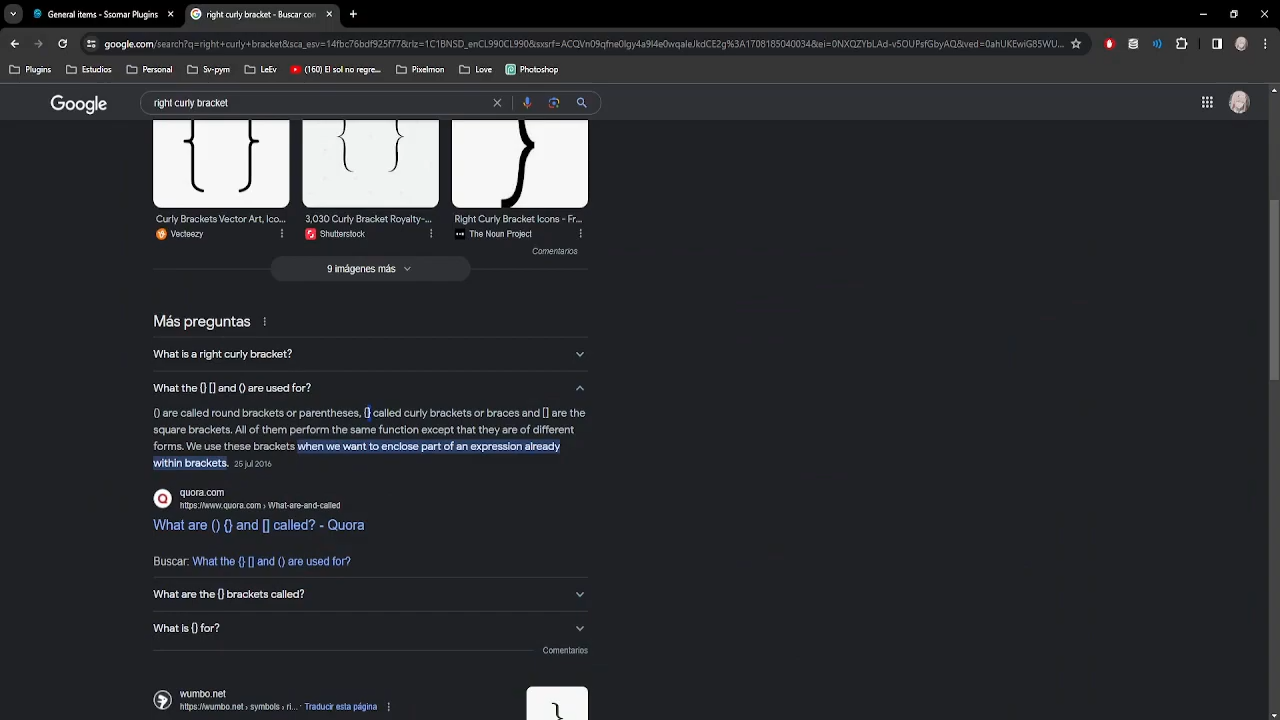 General items - Ssomar Plugins
right curly bracket - Buscar con
google.com/search?q=right+curly+bracket&sca_esv=14fbc76bdf925f77&rlz=1C1BNSD_enCL990CL990&sxsrf=ACQVn09qfne0lgy4a9l4e0wqaleJkdCE2g%3A1708185040034&ei=0NXQZYbLAd-v5OUPsfGbyAQ&ved=0ahUKEwiG85WU...
Plugins
Estudios
Personal
Sv-pym
LeEv
(160) El sol no regre...
Pixelmon
Love
Photoshop
Google
right curly bracket
Curly Brackets Vector Art, Ico...
3,030 Curly Bracket Royalty-...
Right Curly Bracket Icons - Fr...
Vecteezy
Shutterstock
The Noun Project
Comentarios
9 imágenes más
Más preguntas
What is a right curly bracket?
What the {} [] and () are used for?
() are called round brackets or parentheses, {} called curly brackets or braces and [] are the
square brackets. All of them perform the same function except that they are of different
forms. We use these brackets when we want to enclose part of an expression already
within brackets. 25 jul 2016
quora.com
https://www.quora.com › What-are-and-called
What are () {} and [] called? - Quora
Buscar: What the {} [] and () are used for?
What are the {} brackets called?
What is {} for?
Comentarios
wumbo.net
https://wumbo.net › symbols › ri... · Traducir esta página